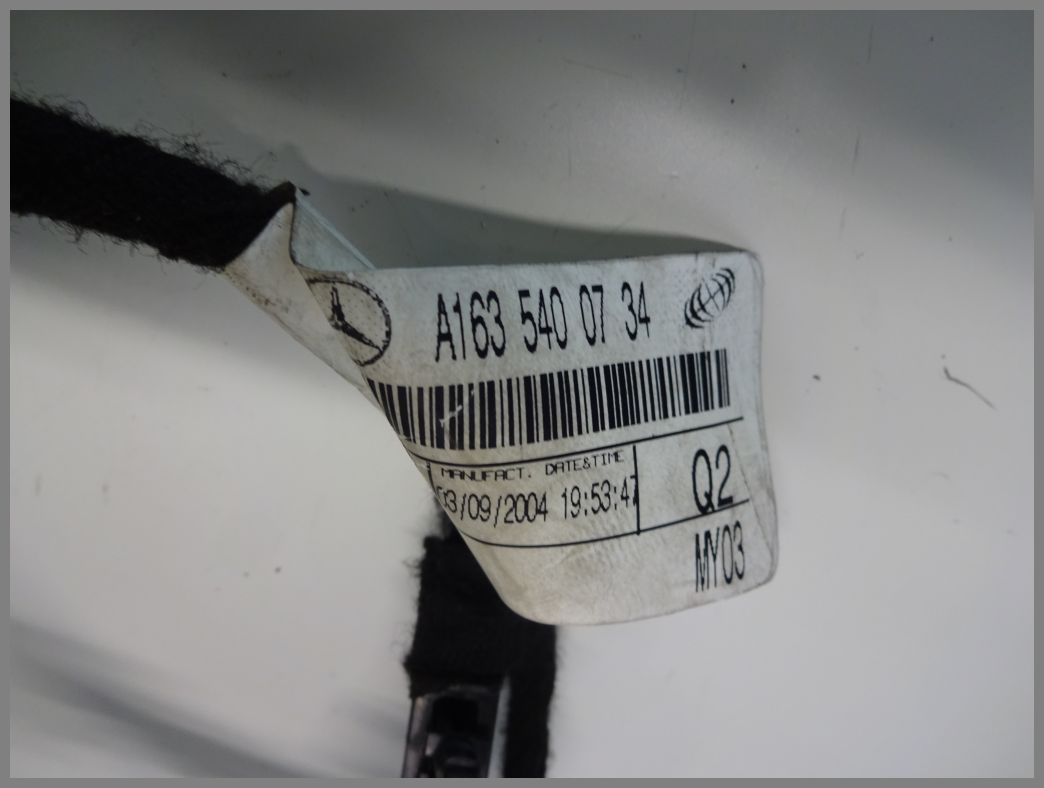 A163 540 07 34
MANUFACT. DATE&TIME
03/09/2004 19:53:47
Q2
MY03